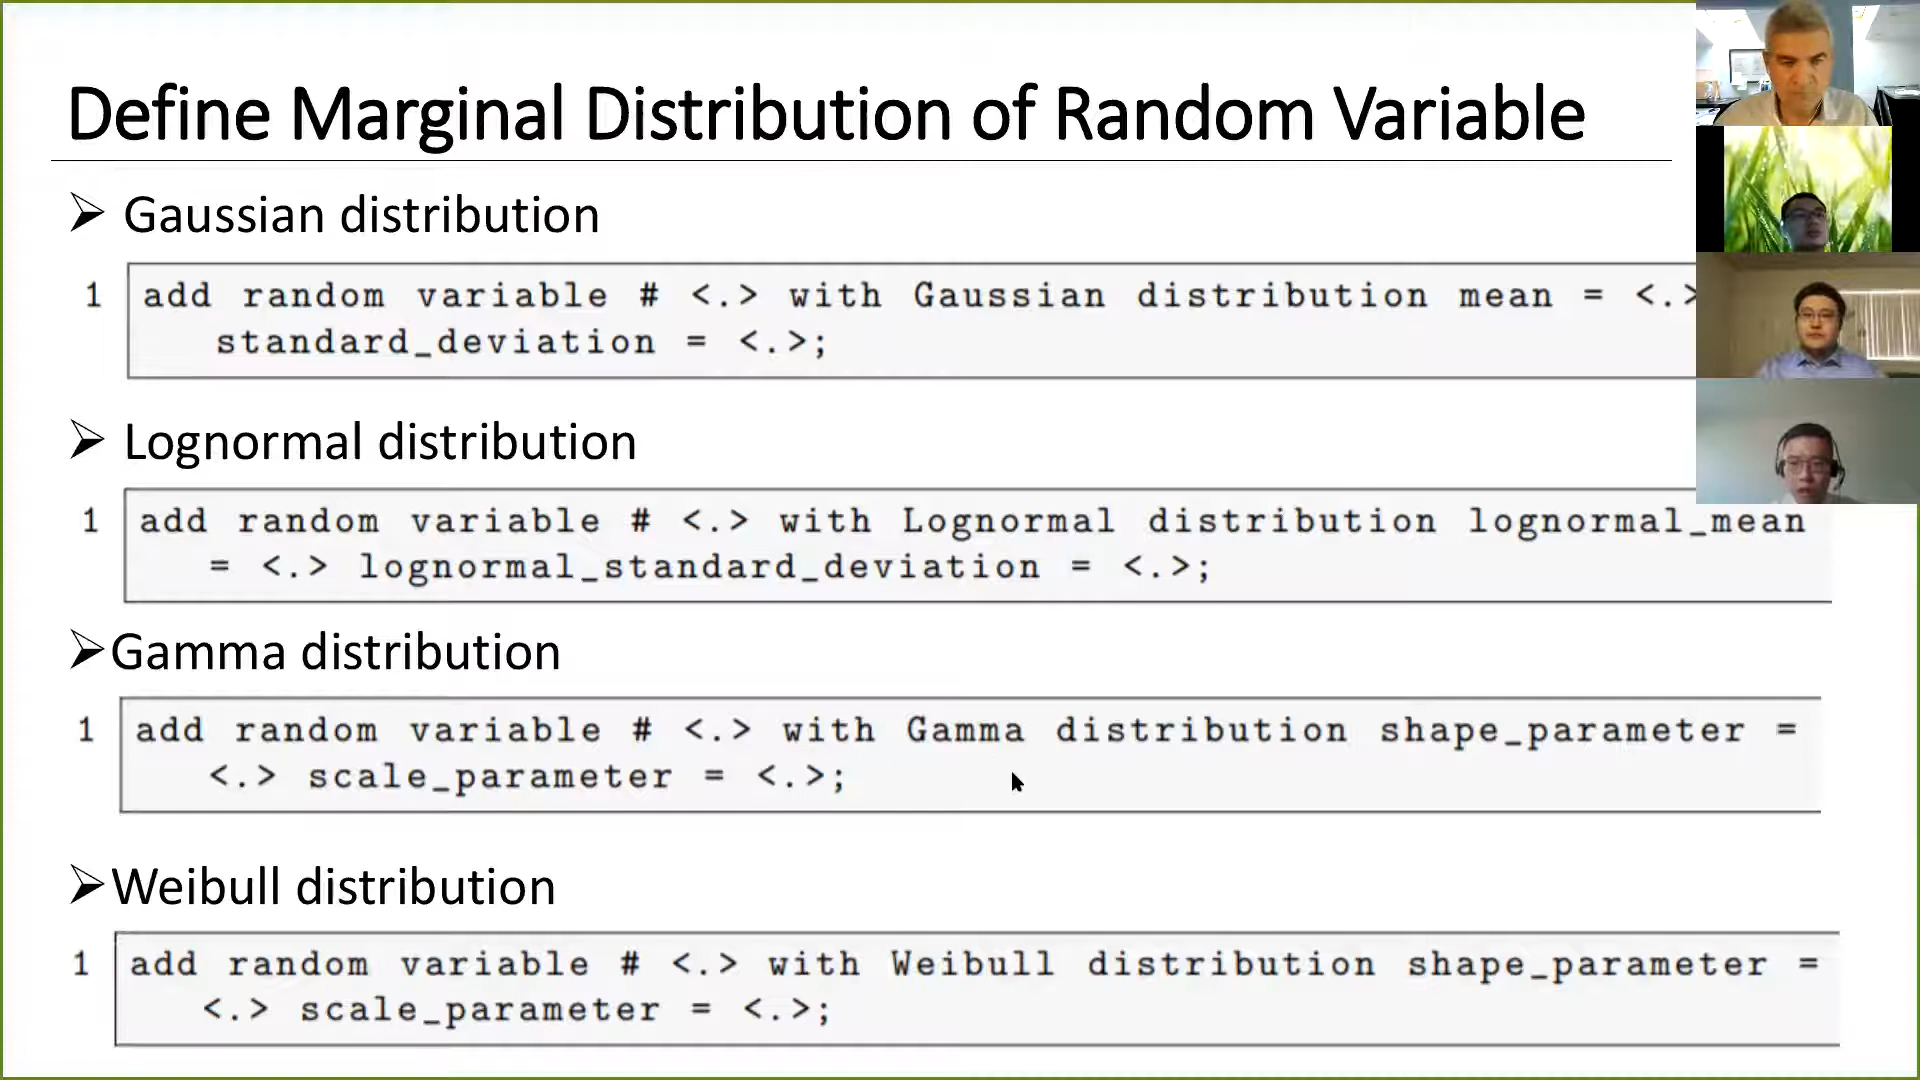 Define Marginal Distribution of Random Variable
Gaussian distribution
1 add random variable # <.> with Gaussian distribution mean = <.>
standard_deviation = <.>;
Lognormal distribution
1 add random variable # <.> with Lognormal distribution lognormal_mean
= <.> lognormal_standard_deviation = <.>;
Gamma distribution
1 add random variable # <.> with Gamma distribution shape_parameter =
<.> scale_parameter = <.>;
Weibull distribution
1 add random variable # <.> with Weibull distribution shape_parameter =
<.> scale_parameter = <.>;